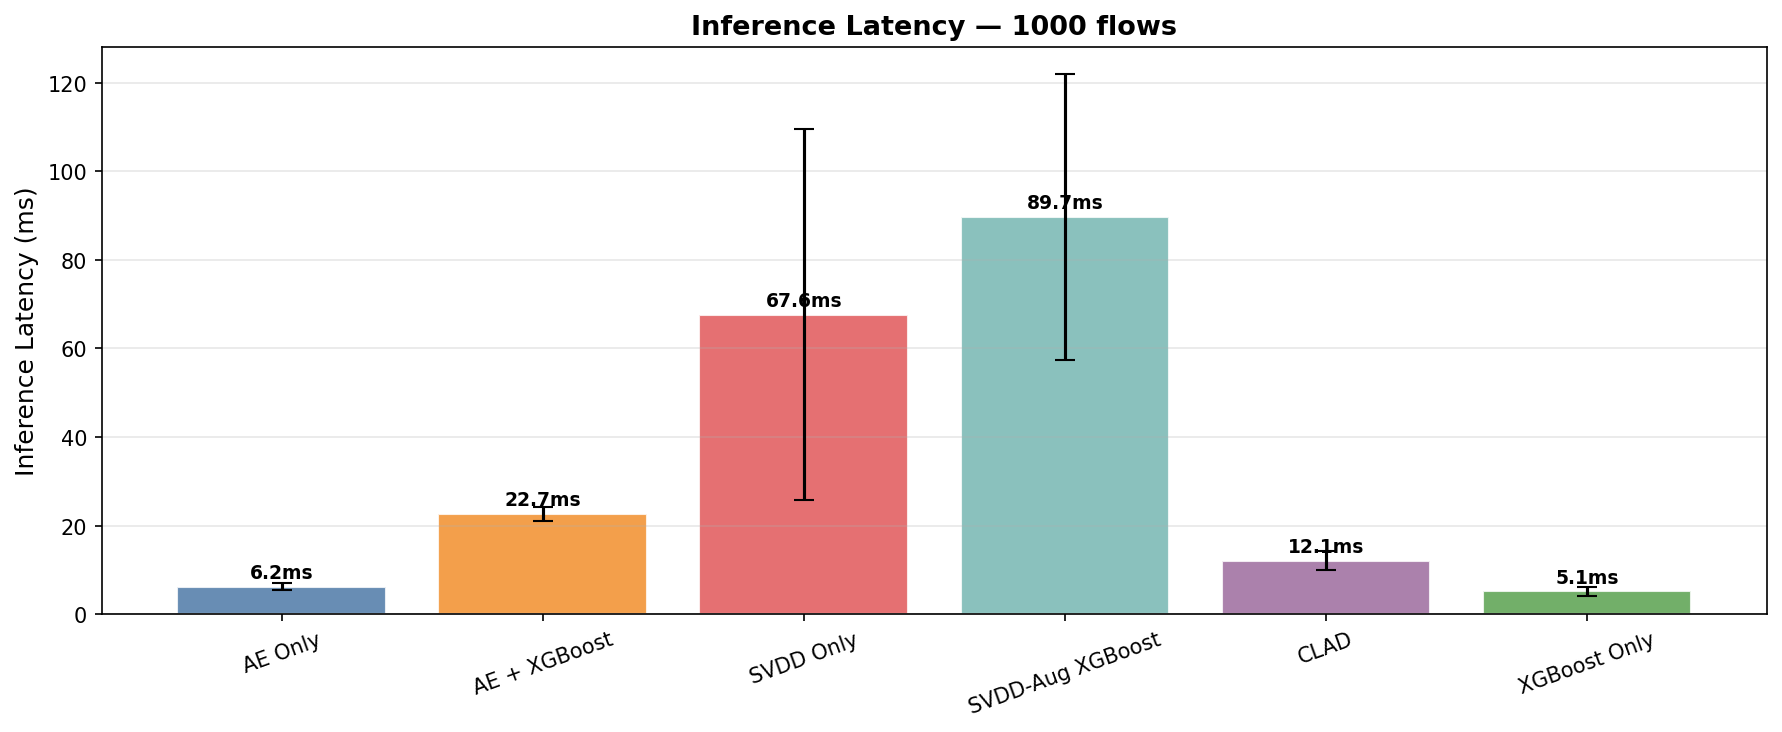 Inference Latency — 1000 flows
Inference Latency (ms)
120
100
80
60
40
20
0
6.2ms
22.7ms
67.6ms
89.7ms
12.1ms
5.1ms
AE Only
AE + XGBoost
SVDD Only
SVDD-Aug XGBoost
CLAD
XGBoost Only